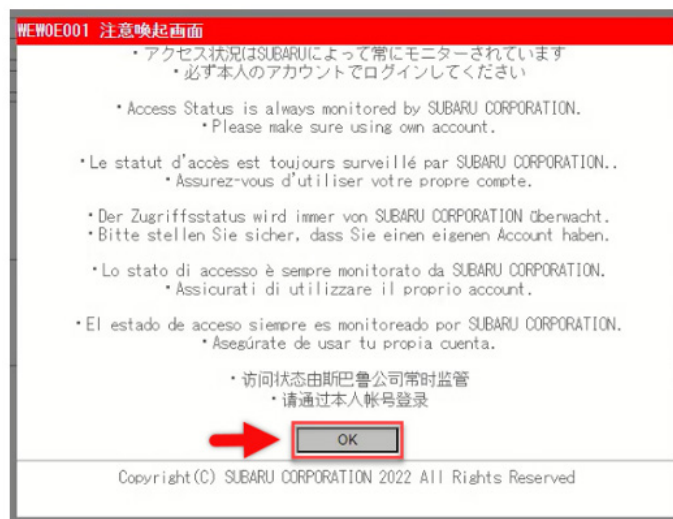 WEWOE001 注意喚起画面
・アクセス状況はSUBARUによって常にモニターされています
・必ず本人のアカウントでログインしてください
・Access Status is always monitored by SUBARU CORPORATION.
・Please make sure using own account.
・Le statut d'accès est toujours surveillé par SUBARU CORPORATION..
・Assurez-vous d'utiliser votre propre compte.
・Der Zugriffsstatus wird immer von SUBARU CORPORATION überwacht.
・Bitte stellen Sie sicher, dass Sie einen eigenen Account haben.
・Lo stato di accesso è sempre monitorato da SUBARU CORPORATION.
・Assicurati di utilizzare il proprio account.
・El estado de acceso siempre es monitoreado por SUBARU CORPORATION.
・Asegúrate de usar tu propia cuenta.
・访问状态由斯巴鲁公司常时监管
・请通过本人帐号登录
OK
Copyright(C) SUBARU CORPORATION 2022 All Rights Reserved